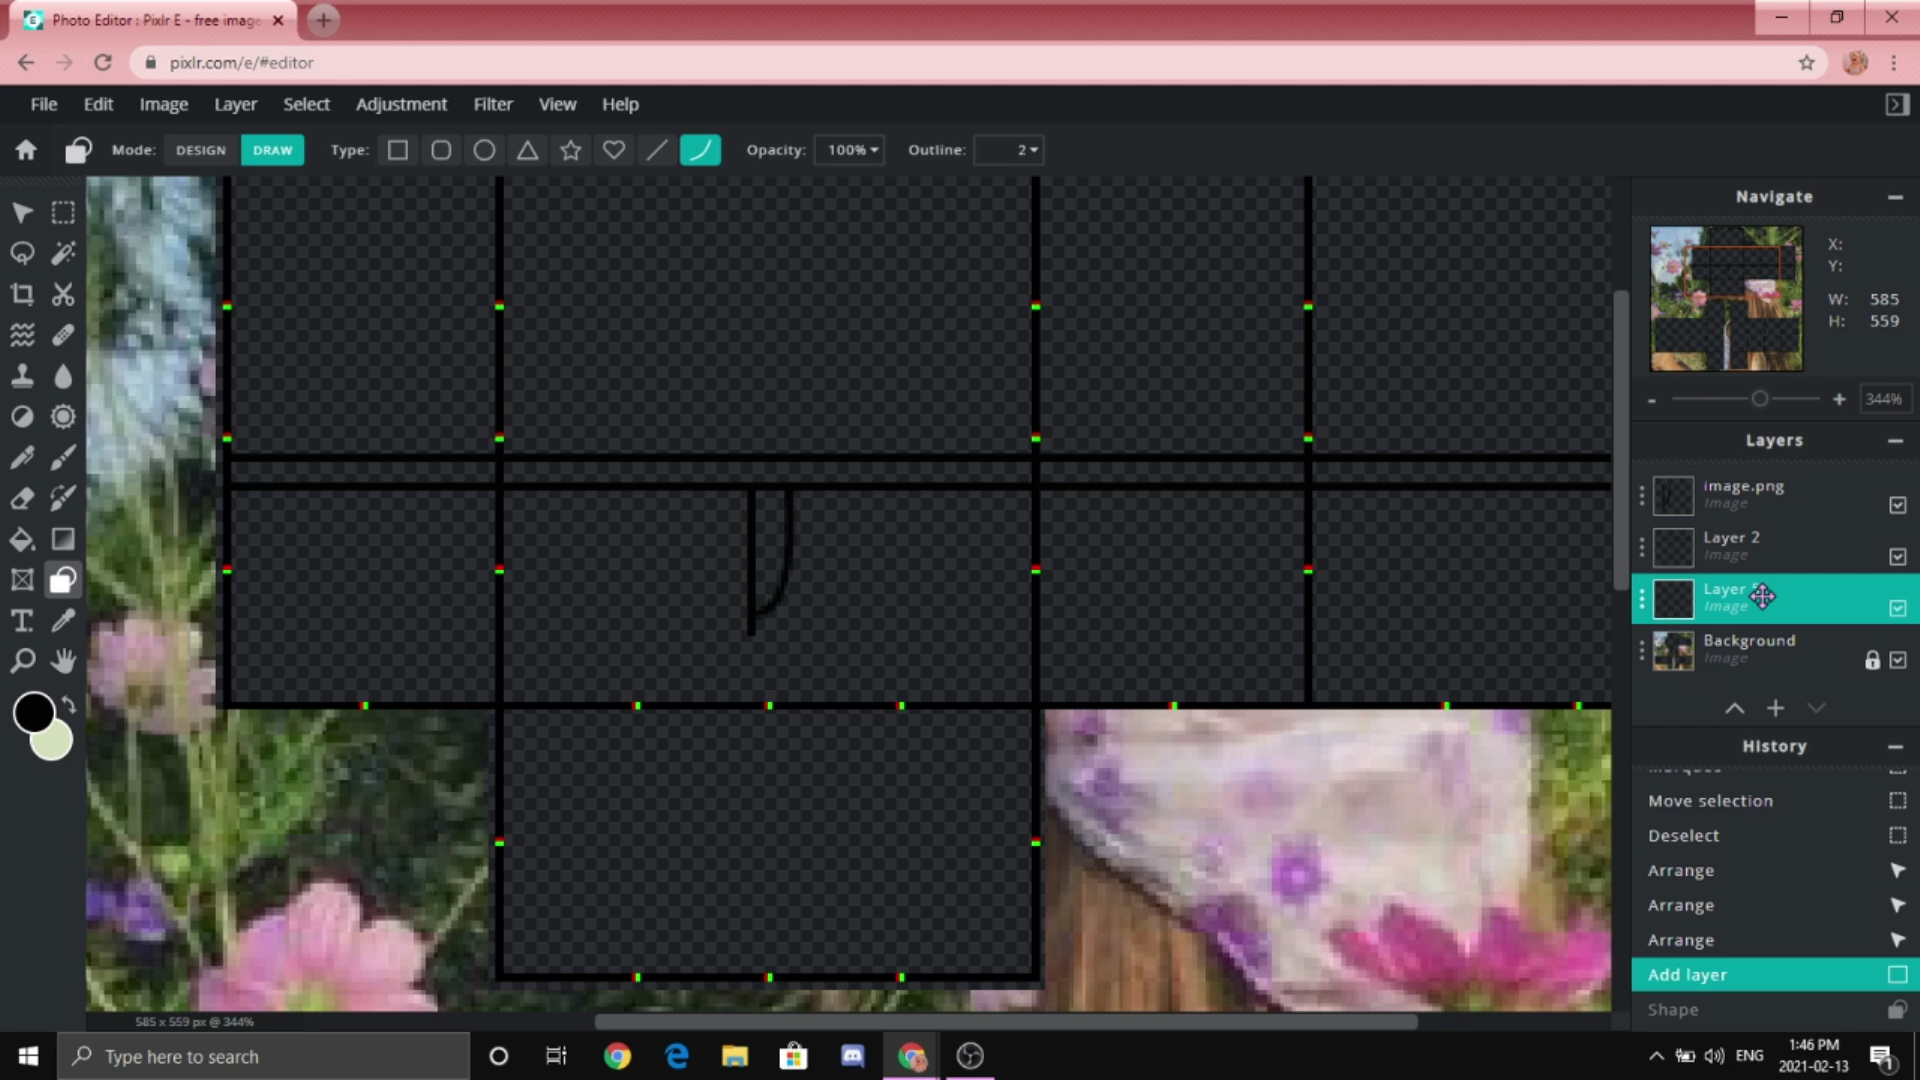 Photo Editor : Pixlr E - free image
pixlr.com/e/#editor
File Edit Image Layer Select Adjustment Filter View Help
Mode: DESIGN DRAW Type: Opacity: 100% Outline: 2
Navigate
X:
Y:
W: 585
H: 559
- + 344%
Layers
image.png
Image
Layer 2
Image
Layer
Image
Background
Image
History
Move selection
Deselect
Arrange
Arrange
Arrange
Add layer
Shape
585 x 559 px @ 344%
Type here to search
ENG
1:46 PM
2021-02-13
1